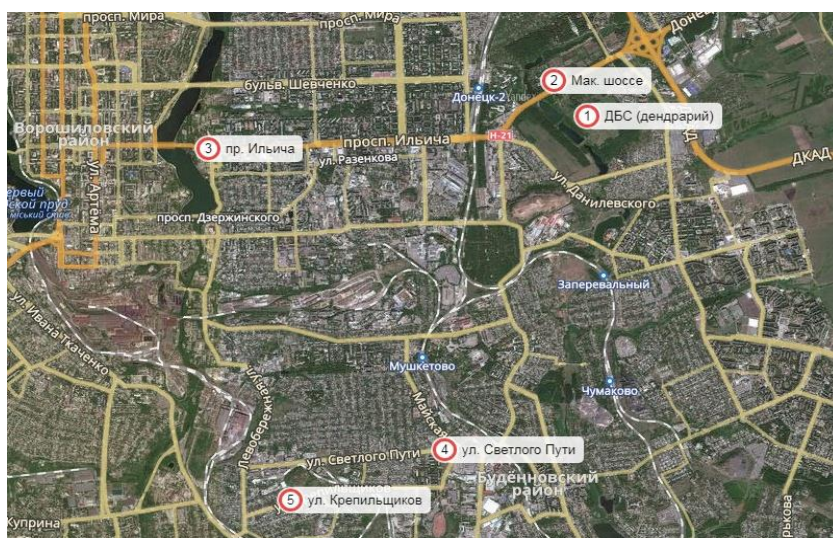 просп. Мира
просп. Мира
Донецк
бульв. Шевченко
Донецк-2
2 Мак. шоссе
1 ДБС (дендрарий)
Ворошиловский
район
3 пр. Ильича
просп. Ильича
Н-21
ул. Разенкова
ДКАД
ул. Артема
ул. Данилевского
просп. Дзержинского
Заперевальный
ул. Ивана Ткаченко
Мушкетово
Чумаково
Майская
Левобереж
ул. Светлого Пути
4 ул. Светлого Пути
Буденновский
район
5 ул. Крепильщиков
Куприна